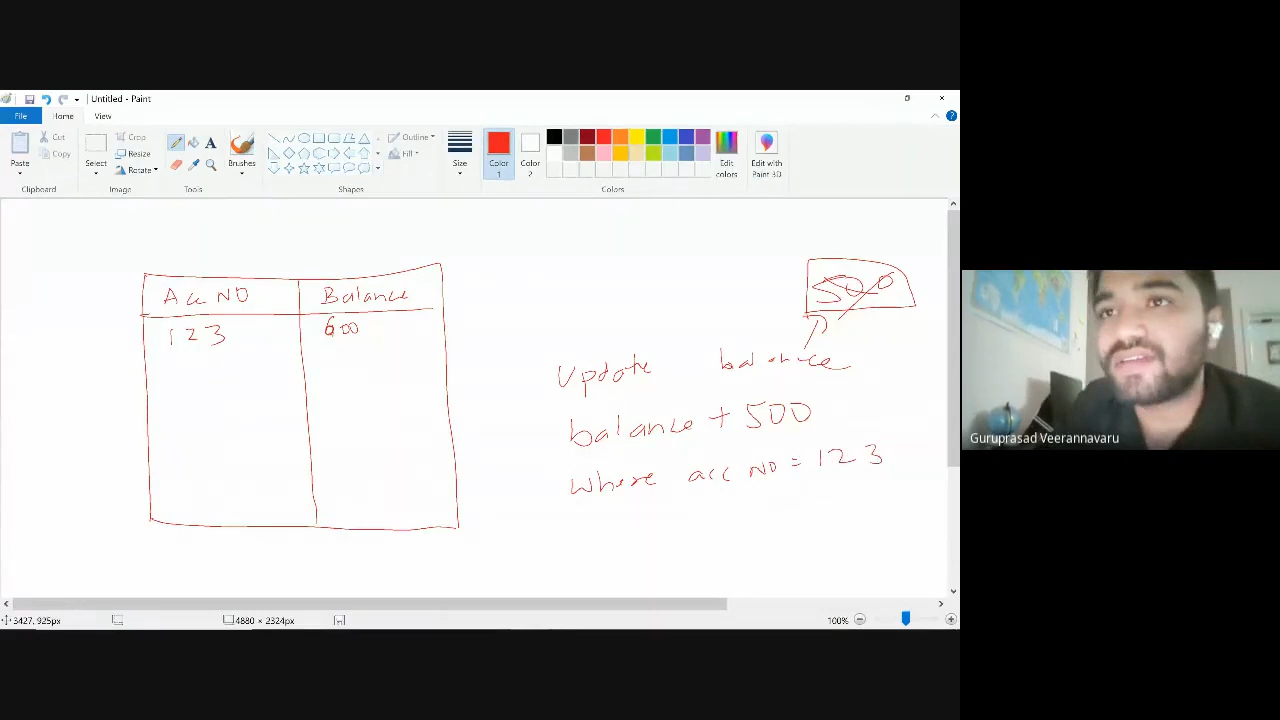 Untitled - Paint
File Home View
Paste
Cut
Copy
Clipboard
Select
Crop
Resize
Rotate
Image
Brushes
A
Tools
Outline
Fill
Shapes
Size
Color 1
Color 2
Edit colors
Colors
Edit with Paint 3D
Acc NO Balance
123 600
500
Update balance
balance + 500
where acc NO = 123
3427, 925px
4880 × 2324px
100%
Guruprasad Veerannavaru